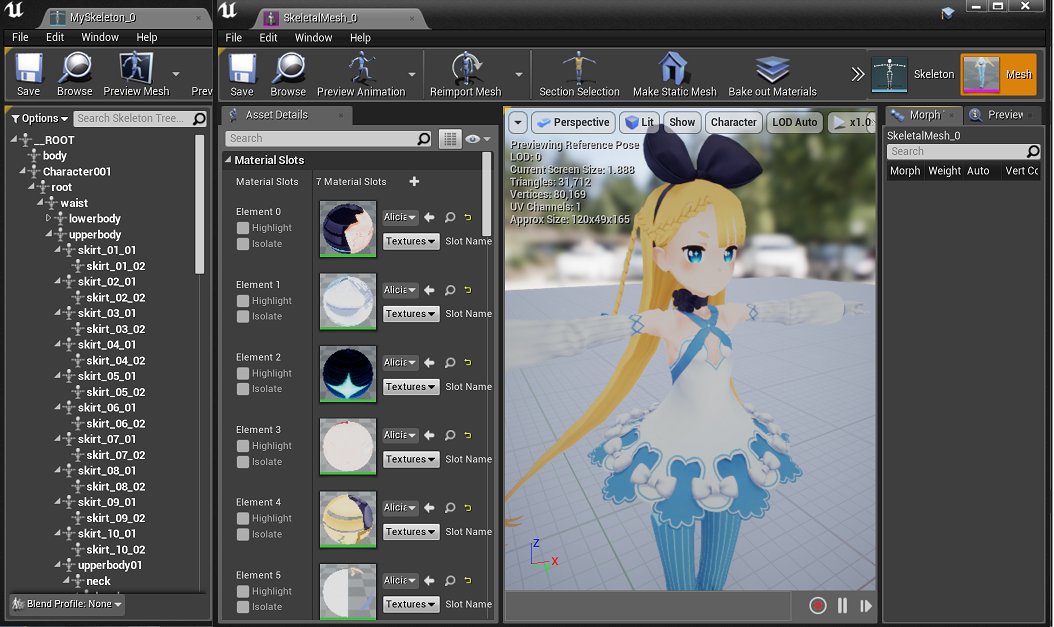 MySkeleton_0
File Edit Window Help
Save Browse Preview Mesh Prev
Options Search Skeleton Tree...
__ROOT
body
Character001
root
waist
lowerbody
upperbody
skirt_01_01
skirt_01_02
skirt_02_01
skirt_02_02
skirt_03_01
skirt_03_02
skirt_04_01
skirt_04_02
skirt_05_01
skirt_05_02
skirt_06_01
skirt_06_02
skirt_07_01
skirt_07_02
skirt_08_01
skirt_08_02
skirt_09_01
skirt_09_02
skirt_10_01
skirt_10_02
upperbody01
neck
Blend Profile: None
SkeletalMesh_0
File Edit Window Help
Save Browse Preview Animation Reimport Mesh Section Selection Make Static Mesh Bake out Materials Skeleton Mesh
Asset Details
Search
Material Slots
Material Slots 7 Material Slots
Element 0 Alicia
Highlight Textures Slot Name
Isolate
Element 1 Alicia
Highlight Textures Slot Name
Isolate
Element 2 Alicia
Highlight Textures Slot Name
Isolate
Element 3 Alicia
Highlight Textures Slot Name
Isolate
Element 4 Alicia
Highlight Textures Slot Name
Isolate
Element 5 Alicia
Highlight Textures Slot Name
Isolate
Perspective Lit Show Character LOD Auto x1.0
Previewing Reference Pose
LOD: 0
Current Screen Size: 1.888
Triangles: 31,712
Vertices: 80,169
UV Channels: 1
Approx Size: 120x49x165
Z
X
Morph Preview
SkeletalMesh_0
Search
Morph Weight Auto Vert Co